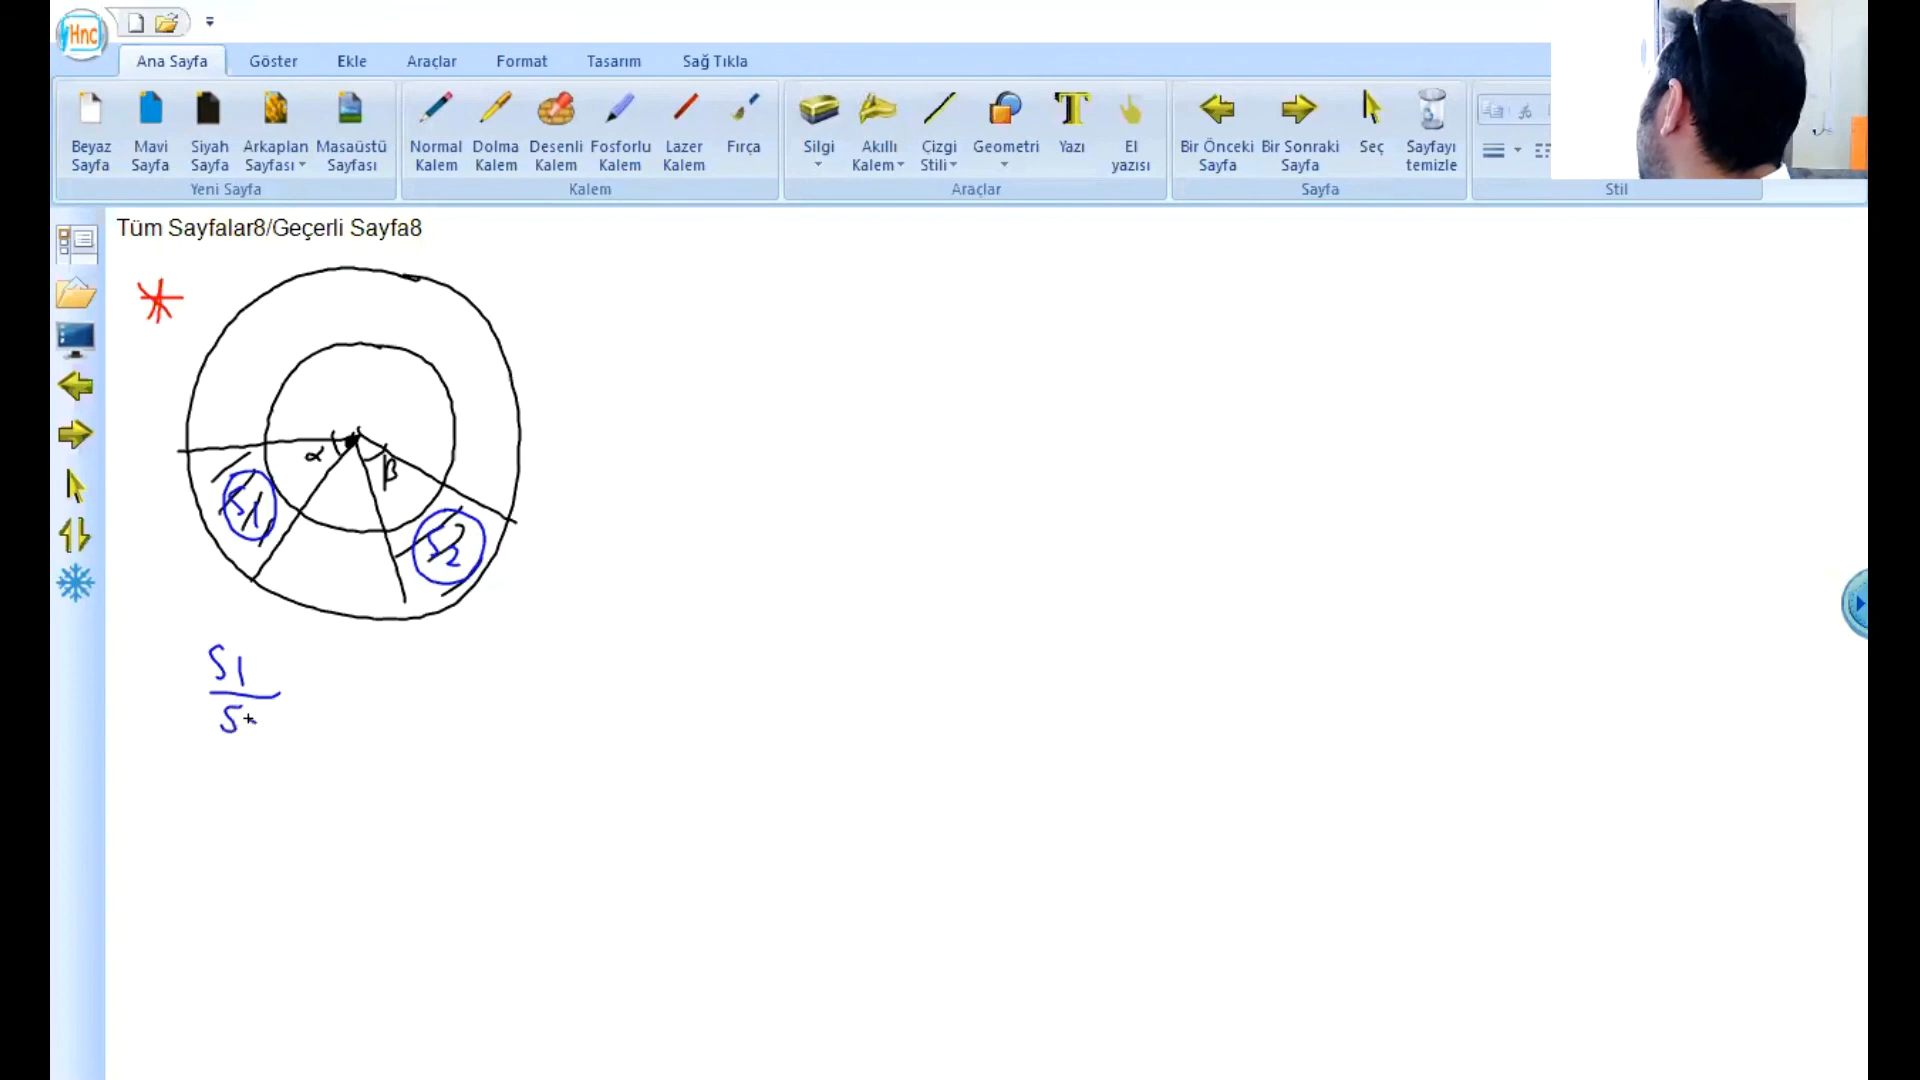 Hnc
Ana Sayfa Göster Ekle Araçlar Format Tasarım Sağ Tıkla
Beyaz Sayfa Mavi Sayfa Siyah Sayfa Arkaplan Sayfası Masaüstü Sayfası
Yeni Sayfa
Normal Kalem Dolma Kalem Desenli Kalem Fosforlu Kalem Lazer Kalem Fırça
Kalem
Silgi Akıllı Kalem Çizgi Stili Geometri Yazı El yazısı
Araçlar
Bir Önceki Sayfa Bir Sonraki Sayfa Seç Sayfayı temizle
Sayfa
Stil
Tüm Sayfalar8/Geçerli Sayfa8
α β
S1
S2
S1
S